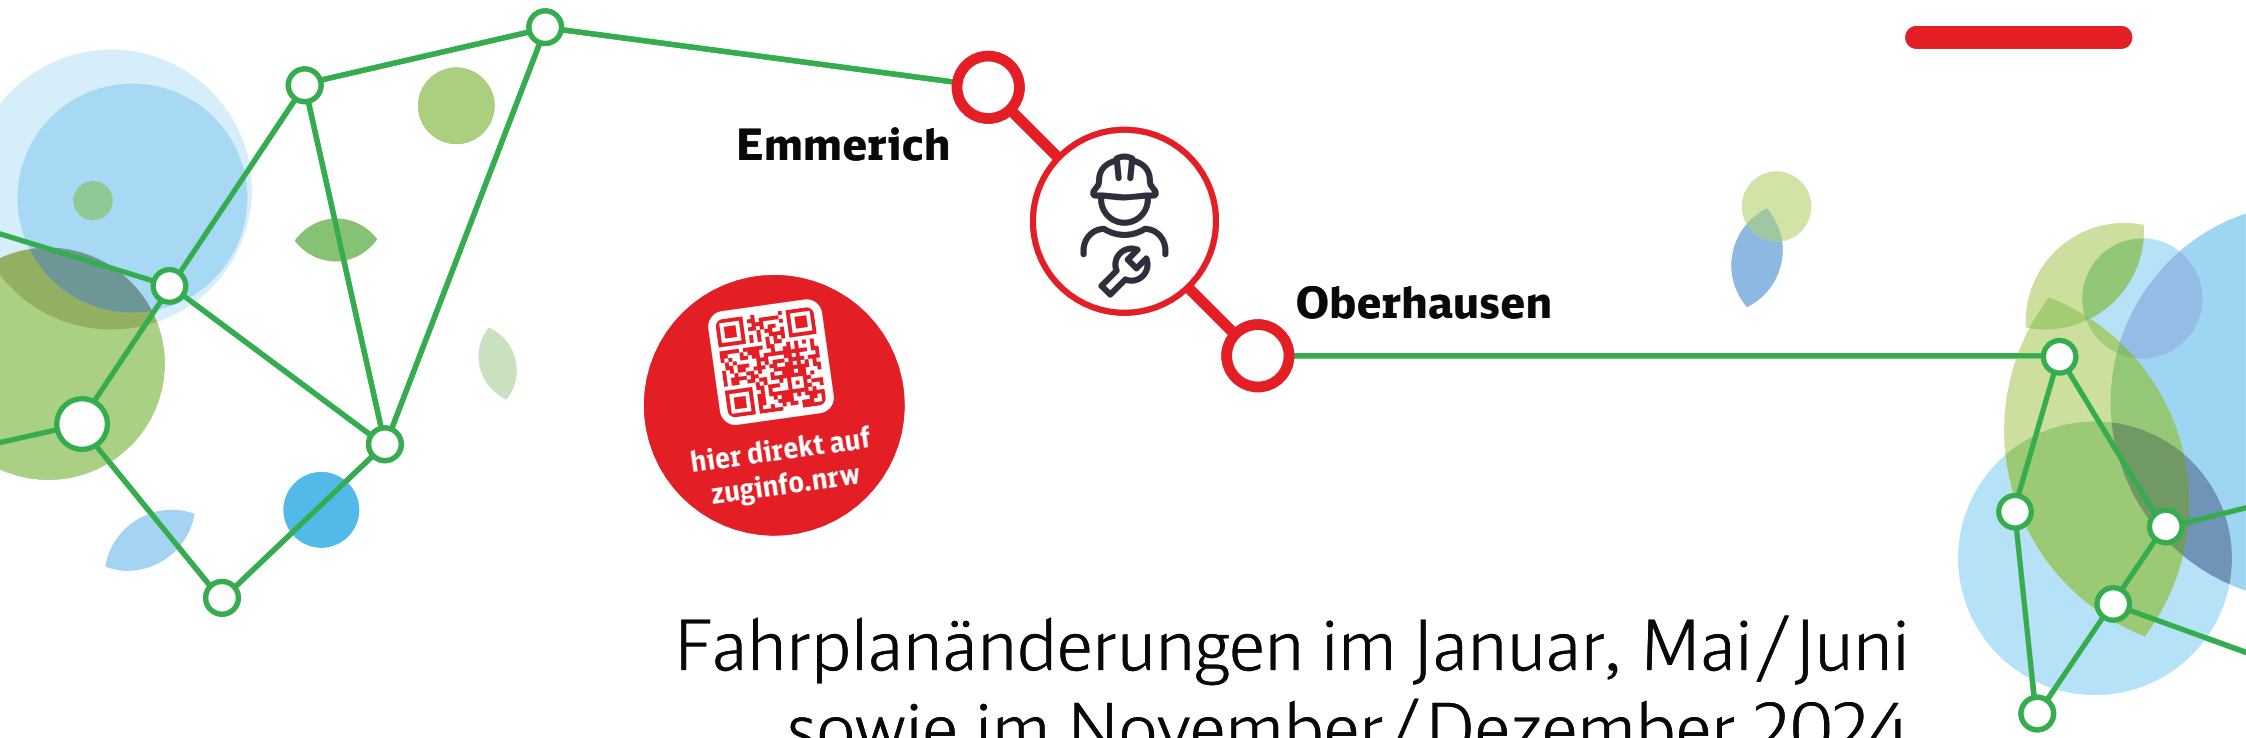 Emmerich
Oberhausen
hier direkt auf
zuginfo.nrw
Fahrplanänderungen im Januar, Mai/Juni
sowie im November/Dezember 2024